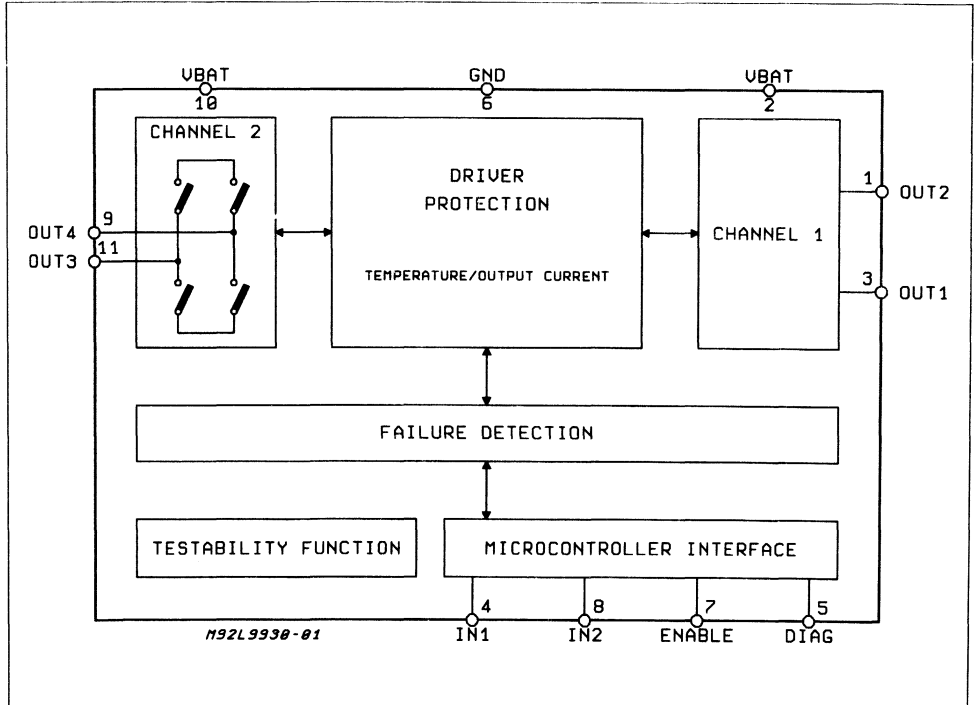 VBAT
GND
VBAT
10
6
2
CHANNEL 2
DRIVER
PROTECTION
TEMPERATURE/OUTPUT CURRENT
CHANNEL 1
1
OUT2
9
OUT4
11
OUT3
3
OUT1
FAILURE DETECTION
TESTABILITY FUNCTION
MICROCONTROLLER INTERFACE
4
8
7
5
M92L9930-01
IN1
IN2
ENABLE
DIAG